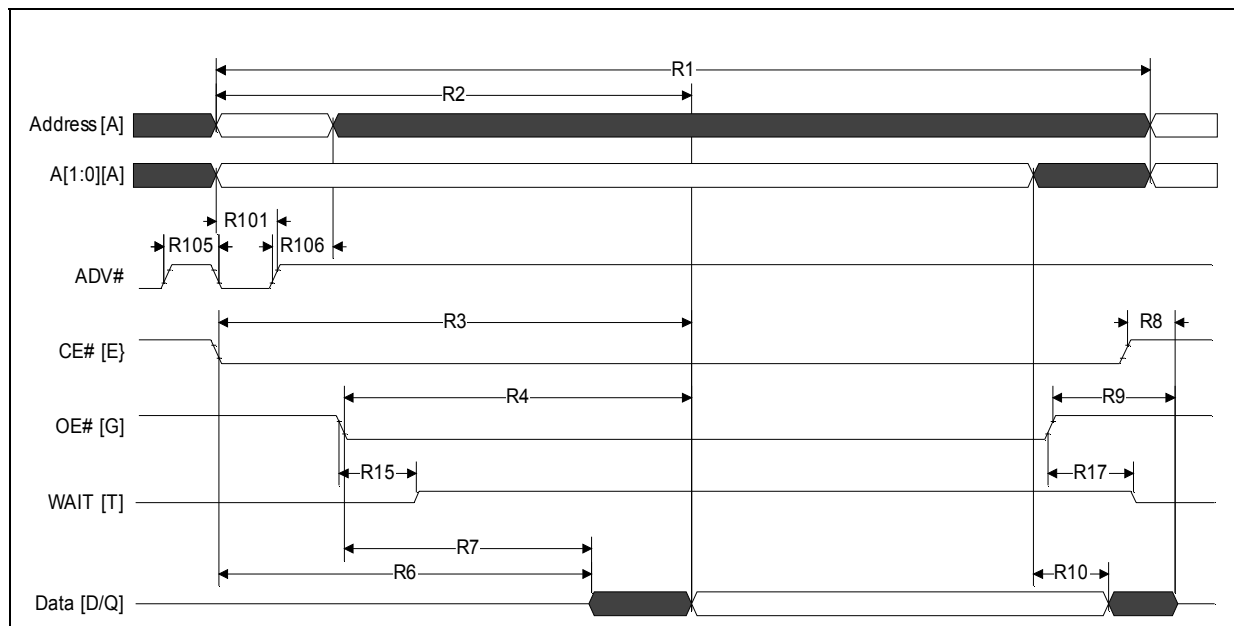 R1
R2
Address [A]
A[1:0][A]
R101
R105
R106
ADV#
R3
R8
CE# [E}
R4
R9
OE# [G]
R15
R17
WAIT [T]
R7
R6
R10
Data [D/Q]